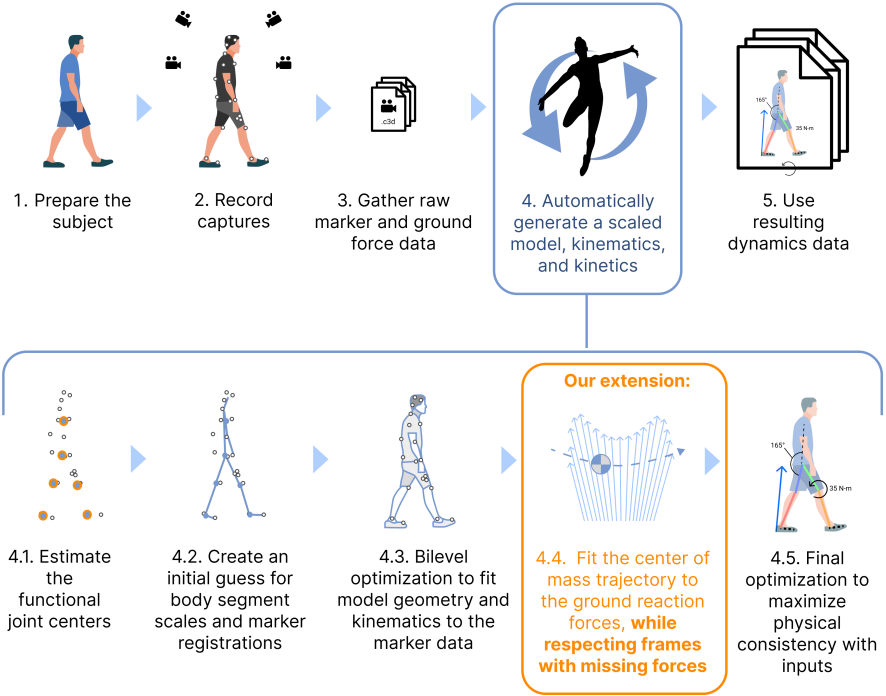 1. Prepare the
subject
2. Record
captures
.c3d
3. Gather raw
marker and ground
force data
4. Automatically
generate a scaled
model, kinematics,
and kinetics
165°
35 N-m
5. Use
resulting
dynamics data
4.1. Estimate
the
functional
joint centers
4.2. Create an
initial guess for
body segment
scales and marker
registrations
4.3. Bilevel
optimization to fit
model geometry and
kinematics to the
marker data
Our extension:
4.4. Fit the center of
mass trajectory to
the ground reaction
forces, while
respecting frames
with missing forces
165°
35 N-m
4.5. Final
optimization to
maximize
physical
consistency with
inputs